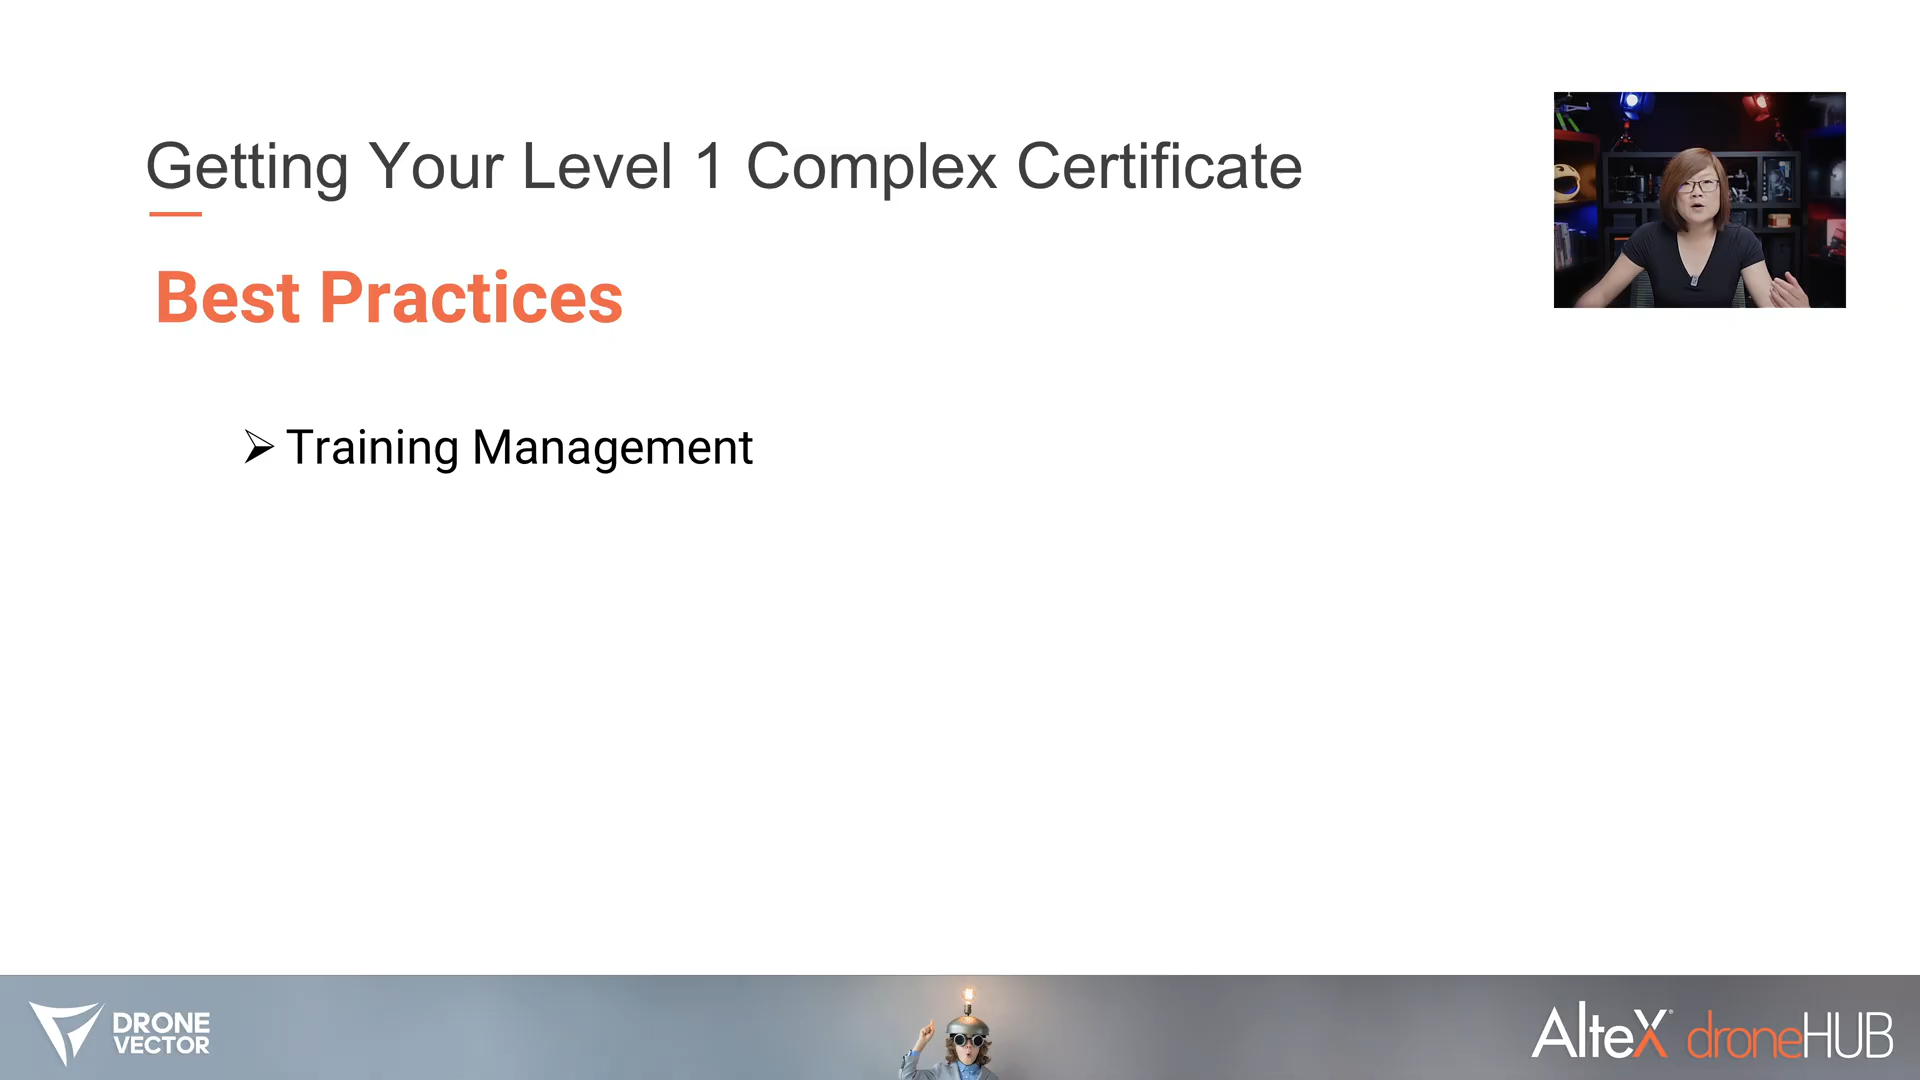 Getting Your Level 1 Complex Certificate
Best Practices
Training Management
DRONE
VECTOR
AlteX droneHUB